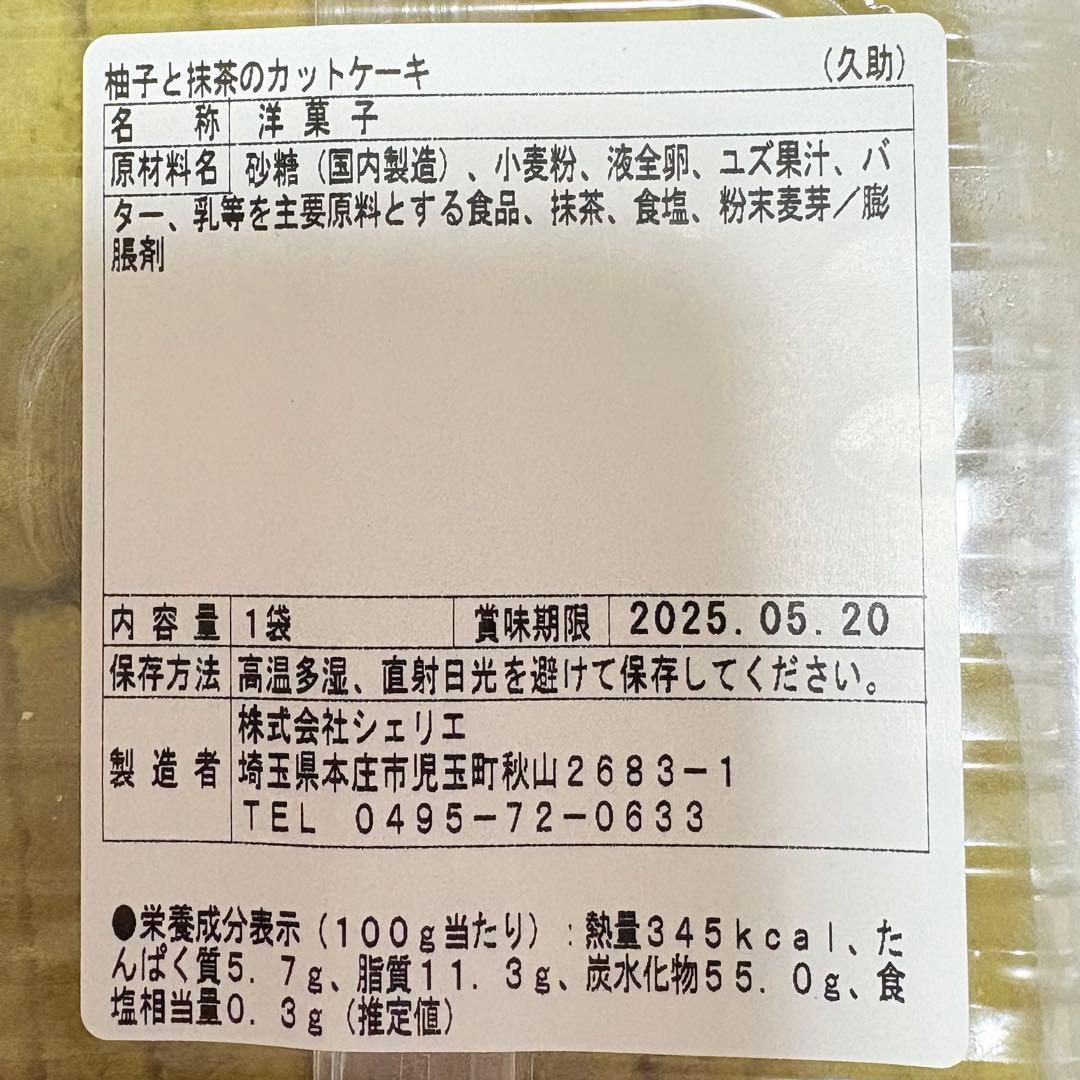 柚子と抹茶のカットケーキ （久助）
名称 洋菓子
原材料名 砂糖（国内製造）、小麦粉、液全卵、ユズ果汁、バ
ター、乳等を主要原料とする食品、抹茶、食塩、粉末麦芽／膨
脹剤
内容量 1袋 賞味期限 2025.05.20
保存方法 高温多湿、直射日光を避けて保存してください。
製造者 株式会社シェリエ
埼玉県本庄市児玉町秋山２６８３－１
ＴＥＬ ０４９５－７２－０６３３
●栄養成分表示（１００ｇ当たり）：熱量３４５ｋｃａｌ、た
んぱく質５．７ｇ、脂質１１．３ｇ、炭水化物５５．０ｇ、食
塩相当量０．３ｇ（推定値）